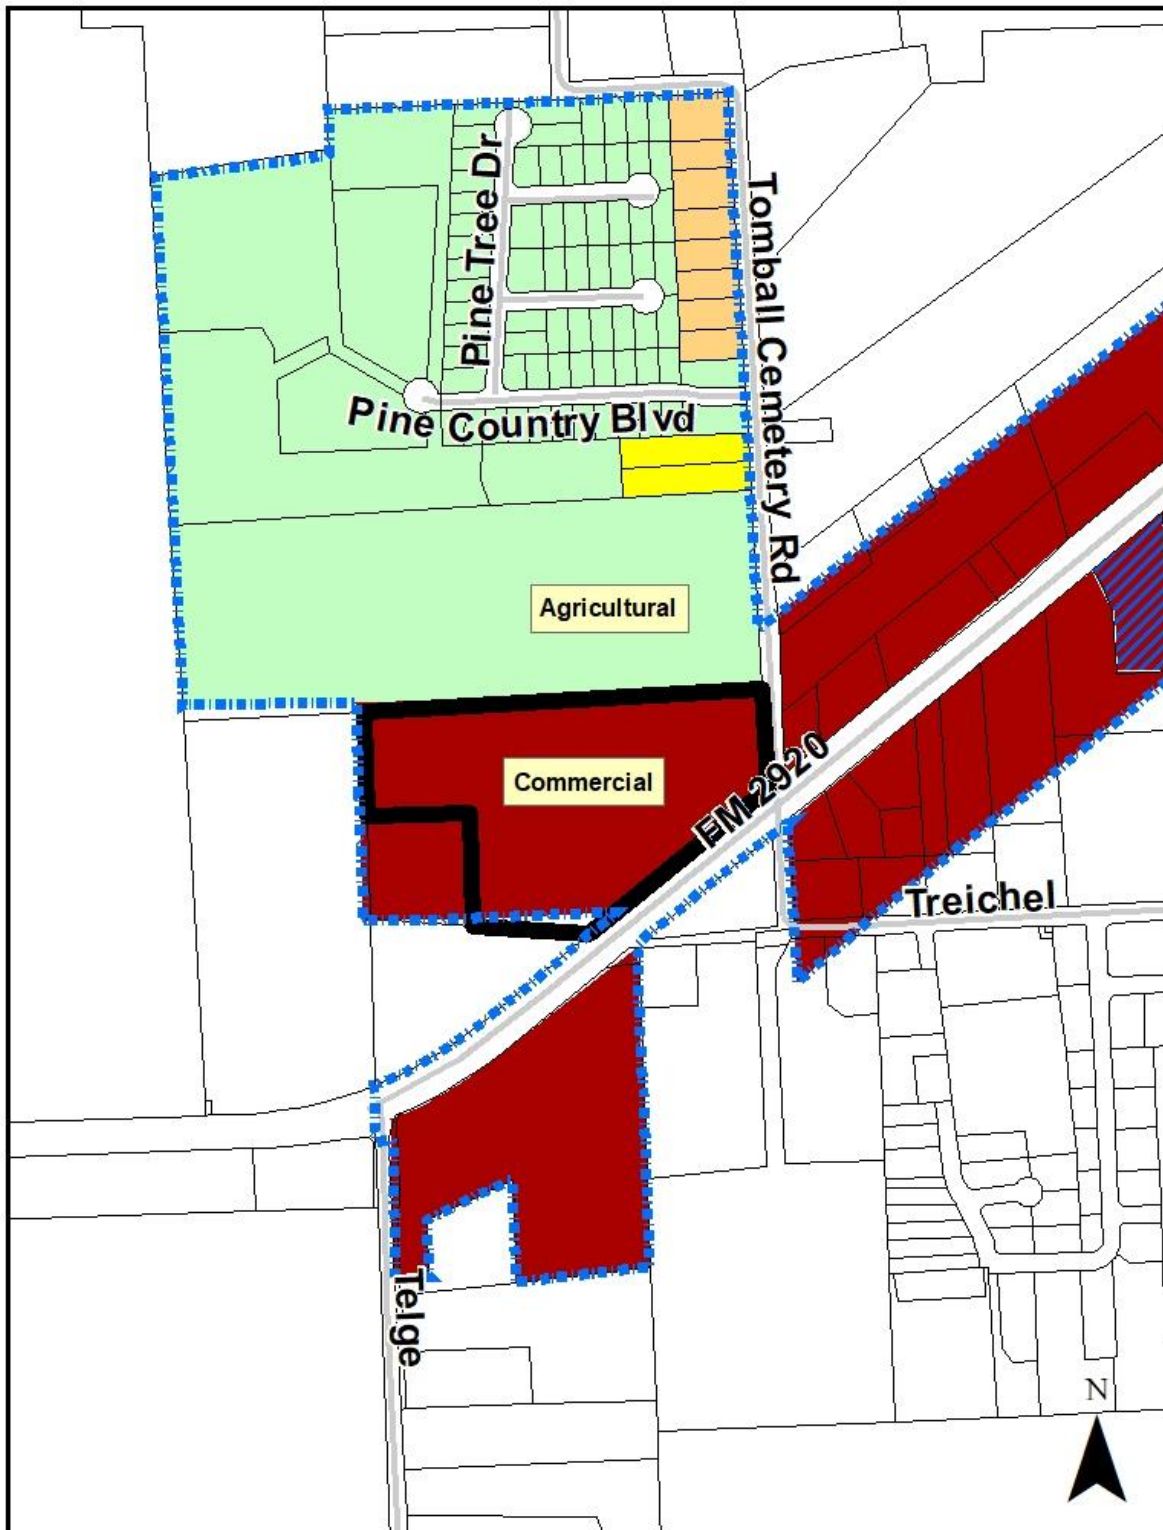 Pine Tree Dr
Tomball Cemetery Rd
Pine Country Blvd
Agricultural
Commercial
FM 2920
Treichel
Telge
N